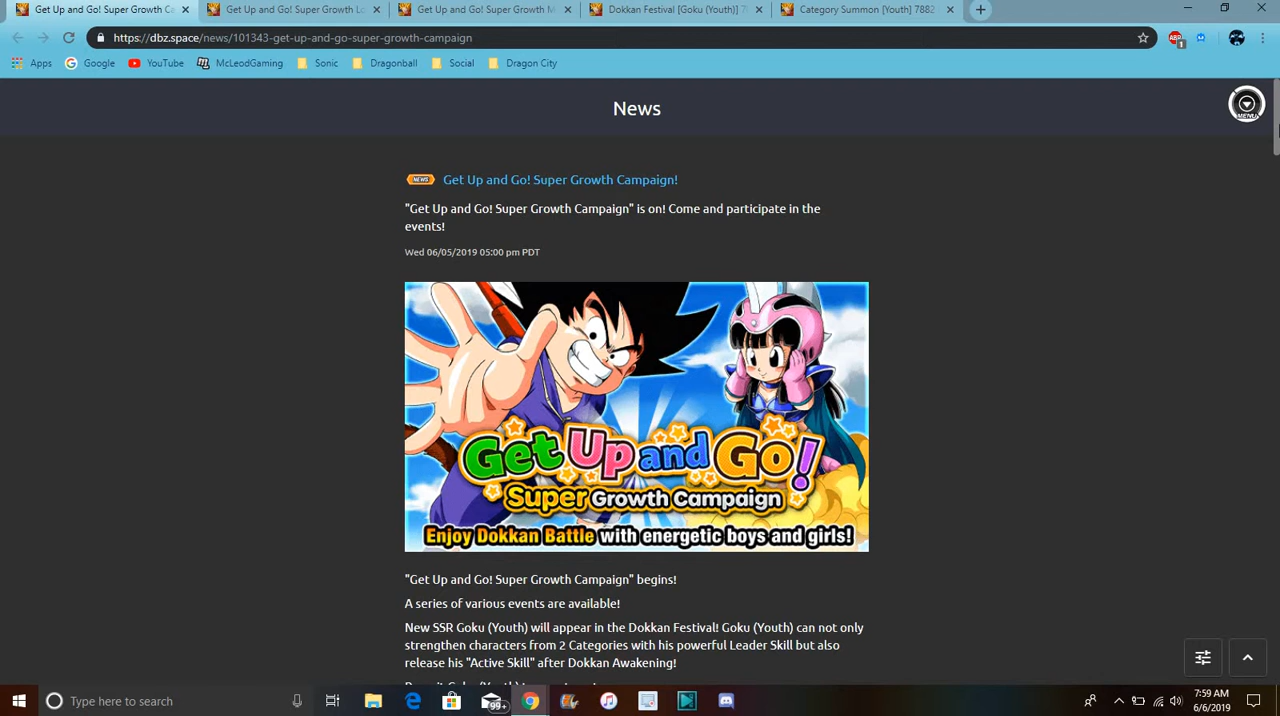 Get Up and Go! Super Growth Ca
Get Up and Go! Super Growth Lo
Get Up and Go! Super Growth M
Dokkan Festival [Goku (Youth)] 7
Category Summon [Youth] 7882
https://dbz.space/news/101343-get-up-and-go-super-growth-campaign
ABP
1
Apps
Google
YouTube
McLeodGaming
Sonic
Dragonball
Social
Dragon City
News
MENU
NEWS
Get Up and Go! Super Growth Campaign!
"Get Up and Go! Super Growth Campaign" is on! Come and participate in the
events!
Wed 06/05/2019 05:00 pm PDT
Get Up and Go!
Super Growth Campaign
Enjoy Dokkan Battle with energetic boys and girls!
"Get Up and Go! Super Growth Campaign" begins!
A series of various events are available!
New SSR Goku (Youth) will appear in the Dokkan Festival! Goku (Youth) can not only
strengthen characters from 2 Categories with his powerful Leader Skill but also
release his "Active Skill" after Dokkan Awakening!
Type here to search
99+
7:59 AM
6/6/2019